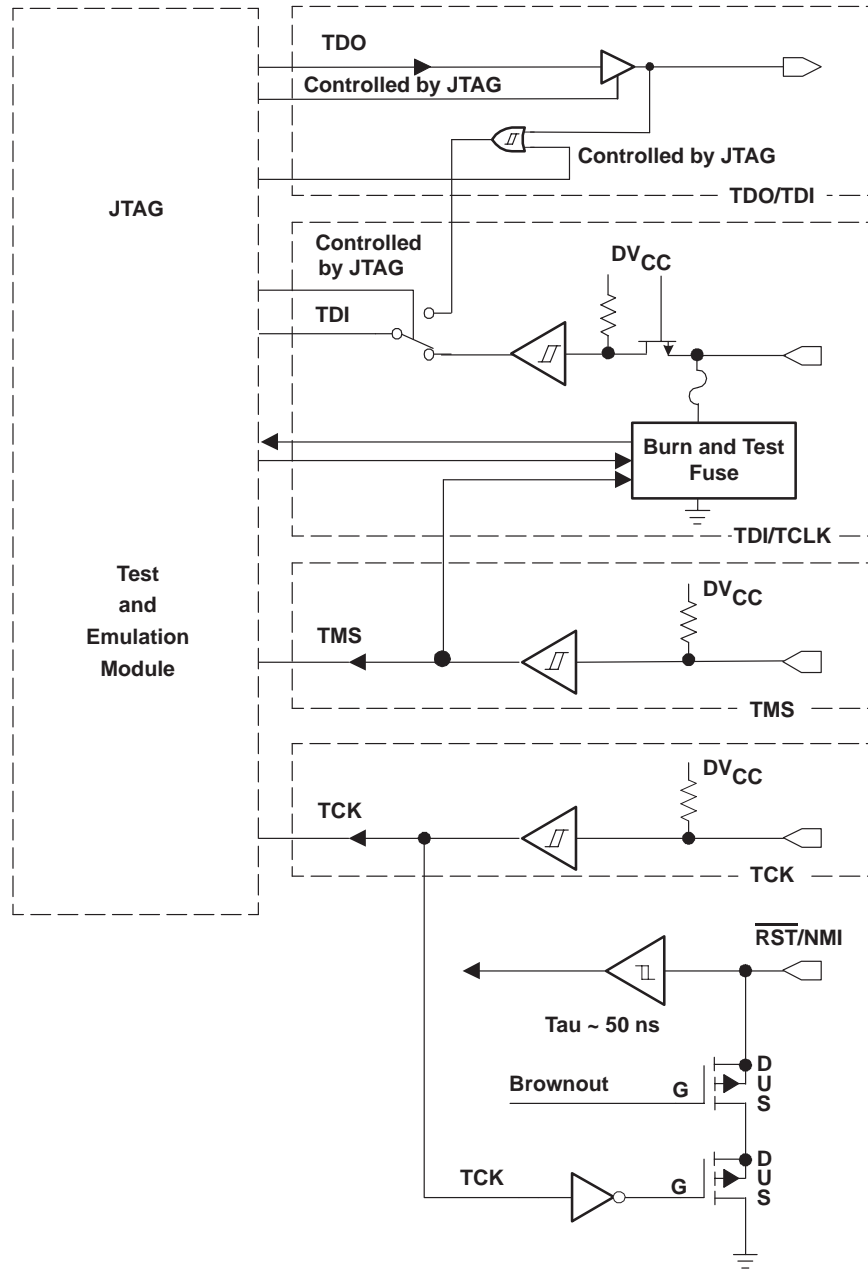 TDO
Controlled by JTAG
Controlled by JTAG
TDO/TDI
JTAG
Controlled
by JTAG
TDI
DVCC
Burn and Test
Fuse
TDI/TCLK
Test
and
Emulation
Module
TMS
DVCC
TMS
TCK
DVCC
TCK
RST/NMI
Tau ~ 50 ns
Brownout
G
D
U
S
TCK
G
D
U
S